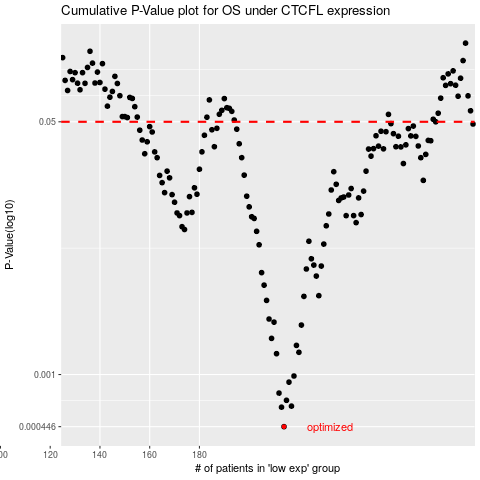 Cumulative P-Value plot for OS under CTCFL expression
P-Value(log10)
0.05
0.001
0.000446
optimized
00
120
140
160
180
# of patients in 'low exp' group